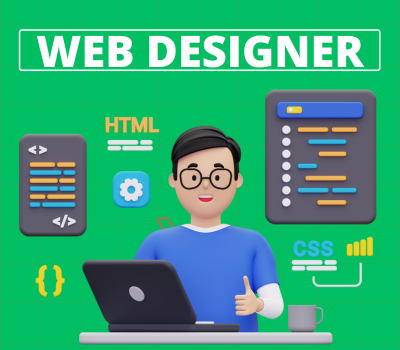 WEB DESIGNER
HTML
<>
</>
{}
CSS